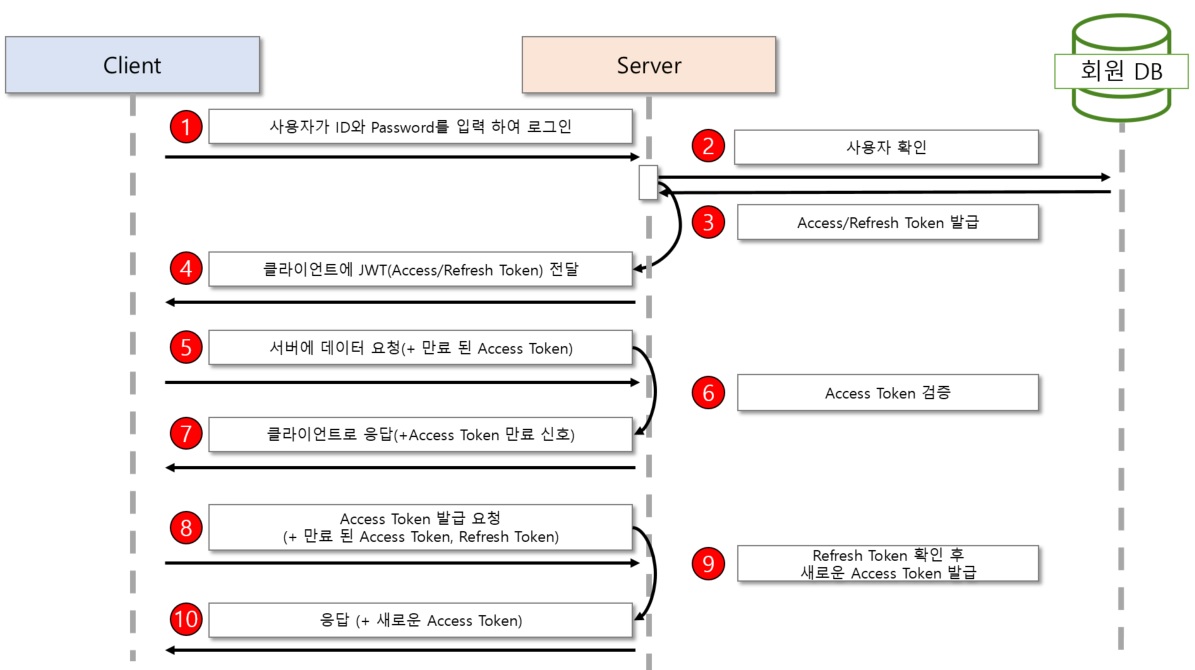 Client
Server
회원 DB
1
사용자가 ID와 Password를 입력 하여 로그인
2
사용자 확인
3
Access/Refresh Token 발급
4
클라이언트에 JWT(Access/Refresh Token) 전달
5
서버에 데이터 요청(+ 만료 된 Access Token)
6
Access Token 검증
7
클라이언트로 응답(+Access Token 만료 신호)
8
Access Token 발급 요청
(+ 만료 된 Access Token, Refresh Token)
9
Refresh Token 확인 후
새로운 Access Token 발급
10
응답 (+ 새로운 Access Token)